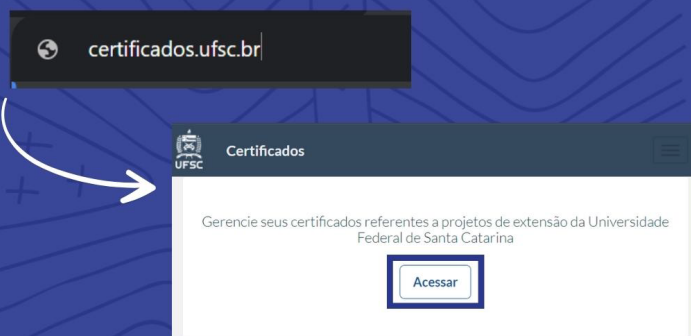 certificados.ufsc.br
UFSC
Certificados
Gerencie seus certificados referentes a projetos de extensão da Universidade
Federal de Santa Catarina
Acessar